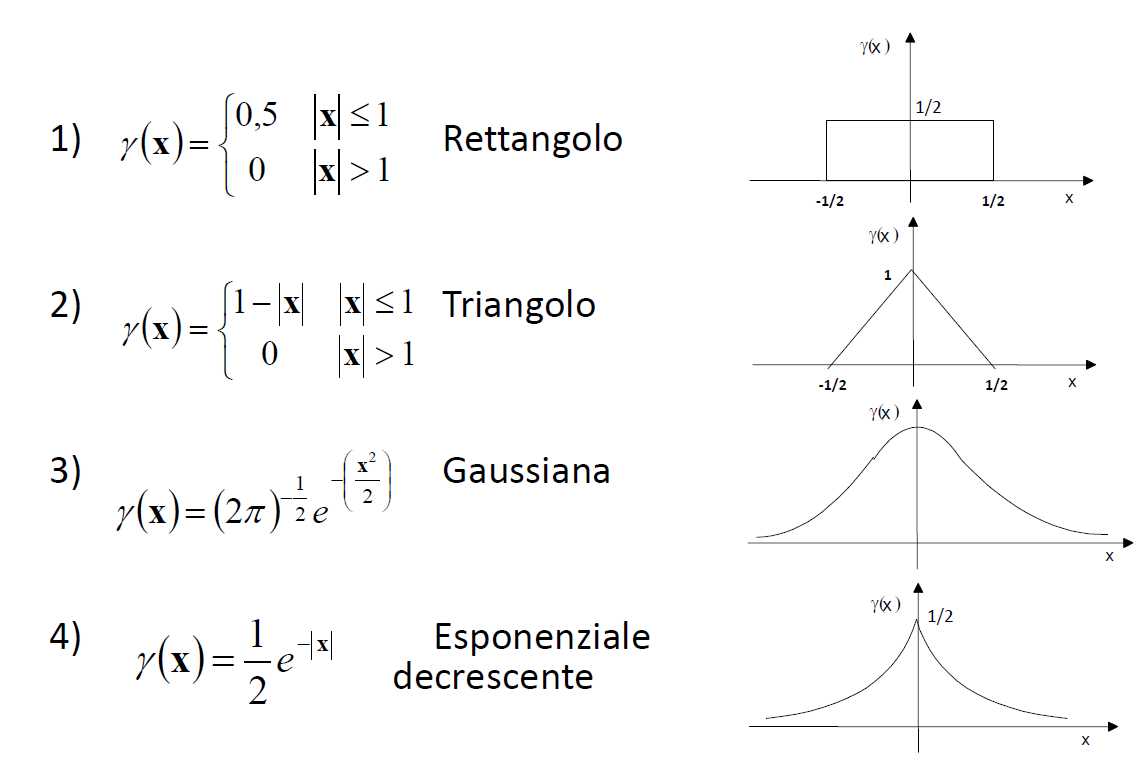 1) γ(x) = { 0,5 |x| ≤ 1 Rettangolo
0 |x| > 1
γ(x)
1/2
-1/2 1/2 x
2) γ(x) = { 1 − |x| |x| ≤ 1 Triangolo
0 |x| > 1
γ(x)
1
-1/2 1/2 x
3) γ(x) = (2π)^(−1/2) e^(−(x²/2)) Gaussiana
γ(x)
x
4) γ(x) = 1/2 e^(−|x|) Esponenziale
decrescente
γ(x)
1/2
x